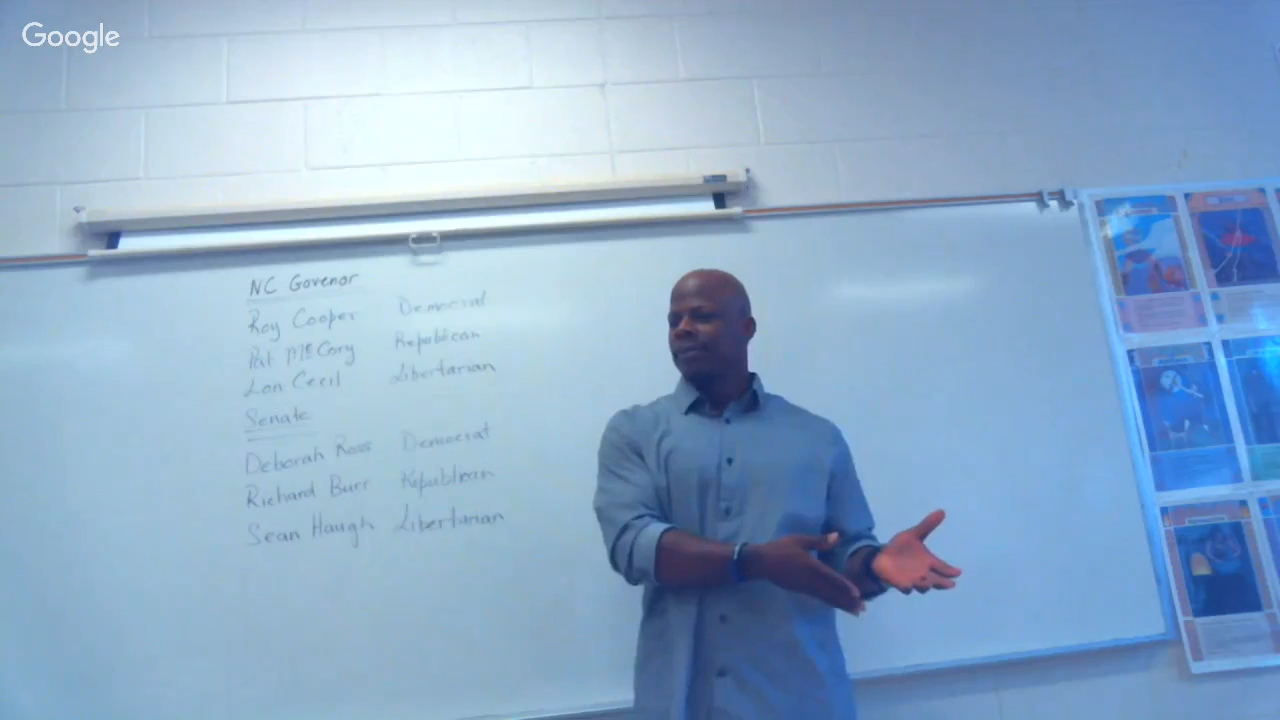 Google
NC Govenor
Roy Cooper Democrat
Pat McCory Republican
Lon Cecil Libertarian
Senate
Deborah Ross Democrat
Richard Burr Republican
Sean Haugh Libertarian